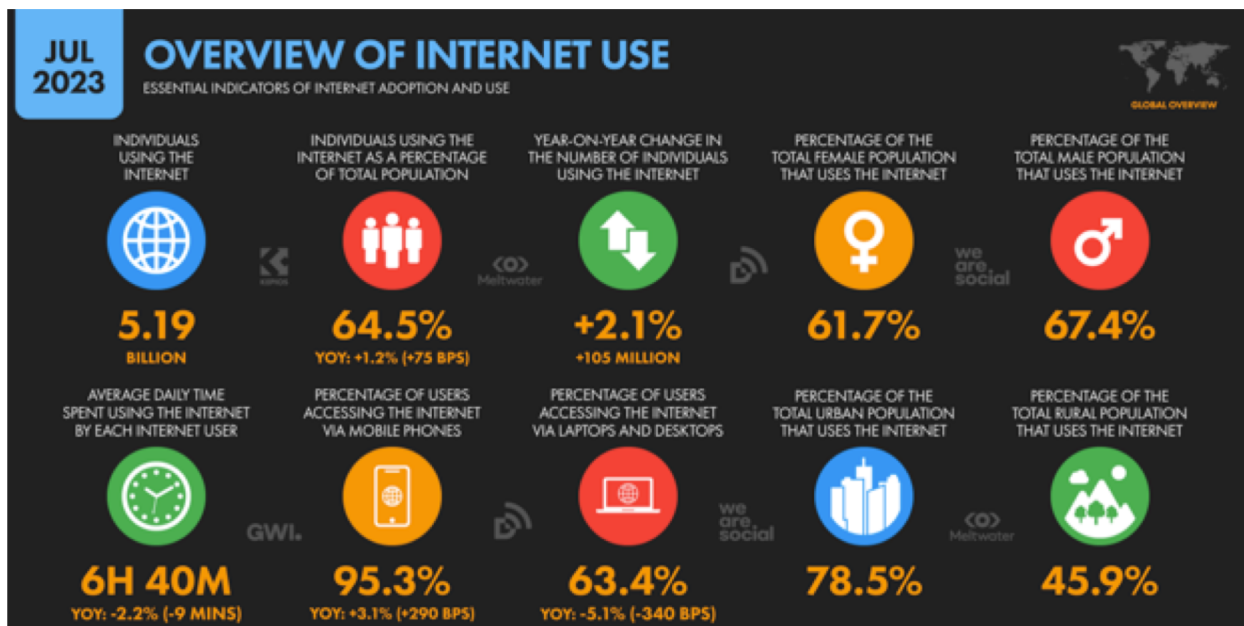 JUL
2023
OVERVIEW OF INTERNET USE
ESSENTIAL INDICATORS OF INTERNET ADOPTION AND USE
GLOBAL OVERVIEW
INDIVIDUALS
USING THE
INTERNET
5.19
BILLION
INDIVIDUALS USING THE
INTERNET AS A PERCENTAGE
OF TOTAL POPULATION
64.5%
YOY: +1.2% (+75 BPS)
YEAR-ON-YEAR CHANGE IN
THE NUMBER OF INDIVIDUALS
USING THE INTERNET
+2.1%
+105 MILLION
PERCENTAGE OF THE
TOTAL FEMALE POPULATION
THAT USES THE INTERNET
61.7%
PERCENTAGE OF THE
TOTAL MALE POPULATION
THAT USES THE INTERNET
67.4%
KEPIOS
Meltwater
we
are
social
AVERAGE DAILY TIME
SPENT USING THE INTERNET
BY EACH INTERNET USER
6H 40M
YOY: -2.2% (-9 MINS)
PERCENTAGE OF USERS
ACCESSING THE INTERNET
VIA MOBILE PHONES
95.3%
YOY: +3.1% (+290 BPS)
PERCENTAGE OF USERS
ACCESSING THE INTERNET
VIA LAPTOPS AND DESKTOPS
63.4%
YOY: -5.1% (-340 BPS)
PERCENTAGE OF THE
TOTAL URBAN POPULATION
THAT USES THE INTERNET
78.5%
PERCENTAGE OF THE
TOTAL RURAL POPULATION
THAT USES THE INTERNET
45.9%
GWI.
we
are
social
Meltwater